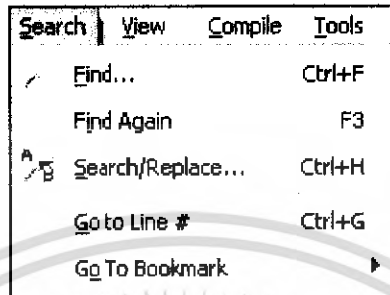 Search View Compile Tools
Find... Ctrl+F
Find Again F3
A B Search/Replace... Ctrl+H
Go to Line # Ctrl+G
Go To Bookmark